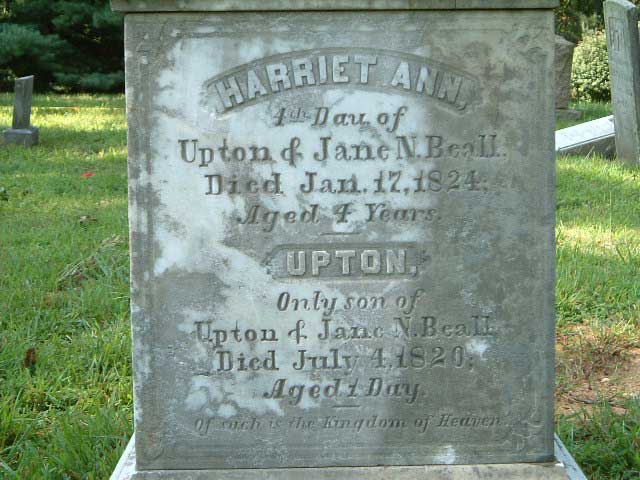 HARRIET ANN,
4th Dau. of
Upton & Jane N. Beall,
Died Jan. 17, 1824;
Aged 4 Years.
UPTON,
Only son of
Upton & Jane N. Beall
Died July 4, 1820;
Aged 1 Day.
Of such is the Kingdom of Heaven.